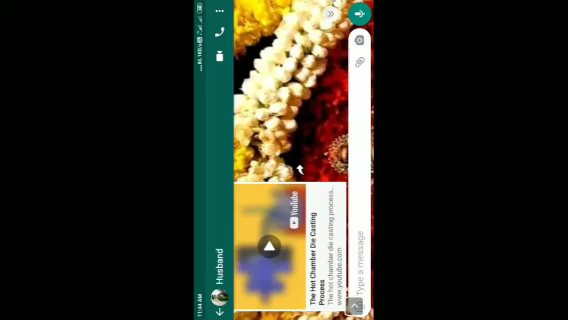 11:44 AM
Husband
YouTube
The Hot Chamber Die Casting
Process
The hot chamber die casting proces...
www.youtube.com
Type a message